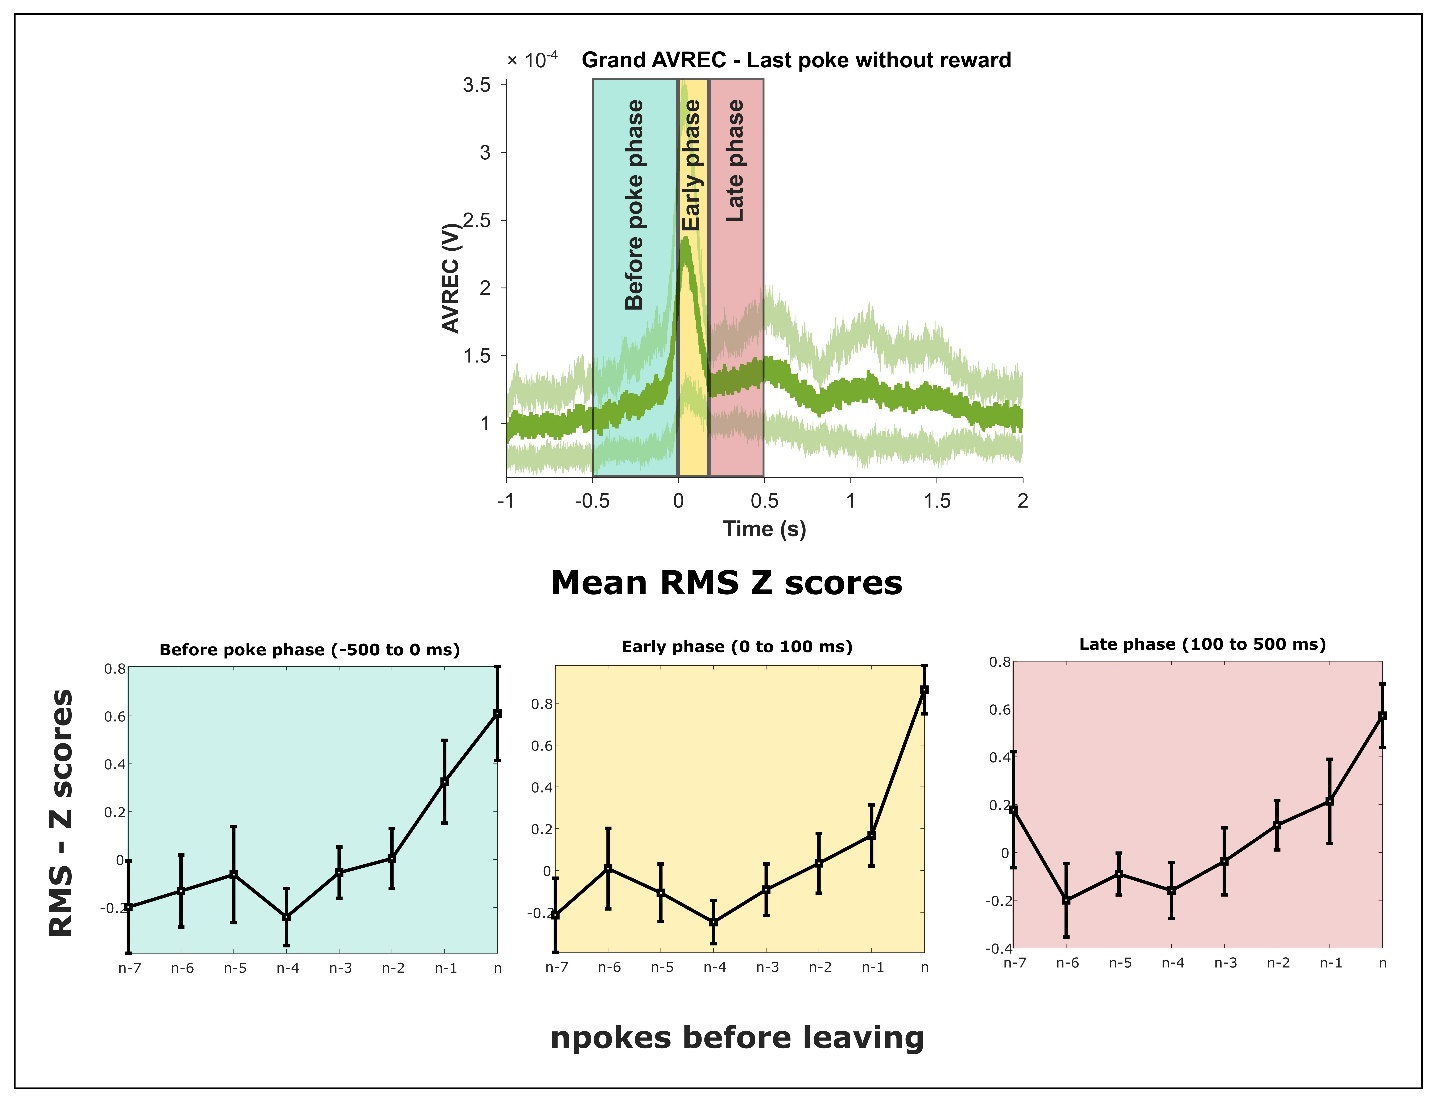 × 10-4
Grand AVREC - Last poke without reward
3.5
3
2.5
2
1.5
1
AVREC (V)
Before poke phase
Early phase
Late phase
-1 -0.5 0 0.5 1 1.5 2
Time (s)
Mean RMS Z scores
RMS - Z scores
Before poke phase (-500 to 0 ms)
0.8
0.6
0.4
0.2
0
-0.2
n-7 n-6 n-5 n-4 n-3 n-2 n-1 n
Early phase (0 to 100 ms)
0.8
0.6
0.4
0.2
0
-0.2
n-7 n-6 n-5 n-4 n-3 n-2 n-1 n
Late phase (100 to 500 ms)
0.8
0.6
0.4
0.2
0
-0.2
-0.4
n-7 n-6 n-5 n-4 n-3 n-2 n-1 n
npokes before leaving